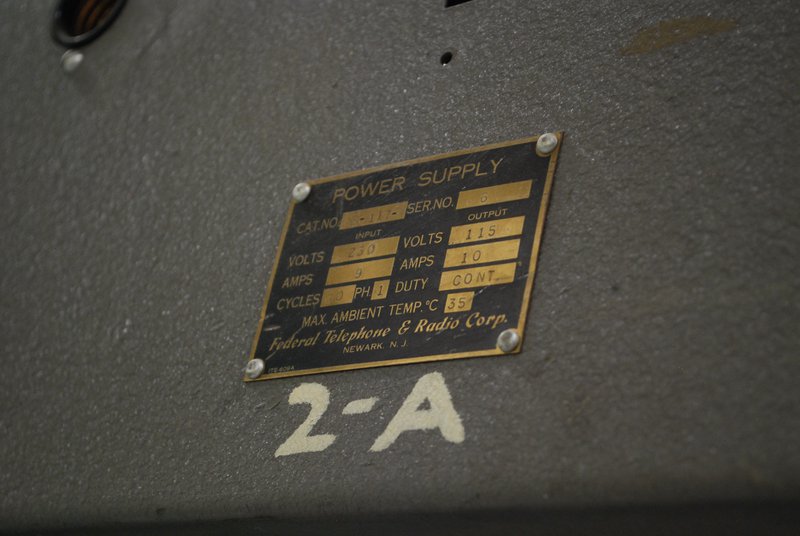 POWER SUPPLY
CAT.NO. -117- SER.NO. 6
INPUT OUTPUT
VOLTS 230 VOLTS 115
AMPS 9 AMPS 10
CYCLES PH 1 DUTY CONT.
MAX. AMBIENT TEMP. °C 35
Federal Telephone & Radio Corp.
NEWARK, N. J.
2-A